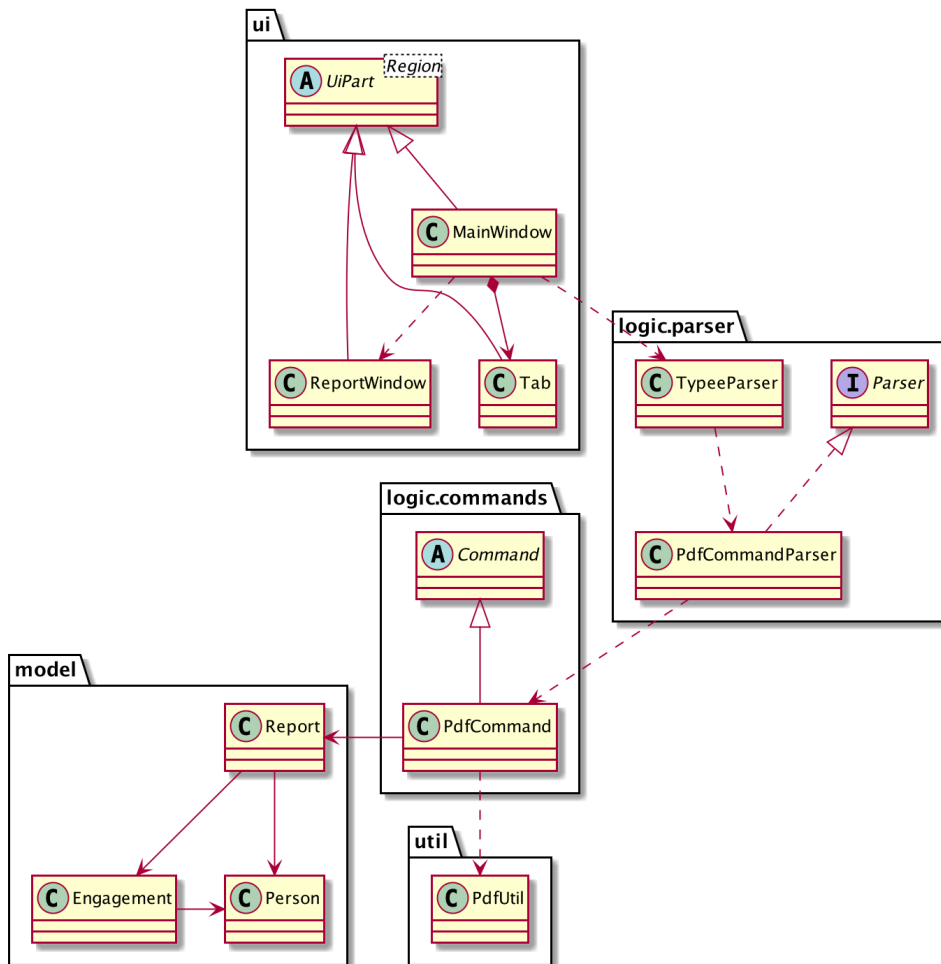 ui
A UiPart Region
C MainWindow
logic.parser
C ReportWindow
C Tab
C TypeeParser
I Parser
logic.commands
A Command
C PdfCommandParser
model
C Report
C PdfCommand
util
C Engagement
C Person
C PdfUtil